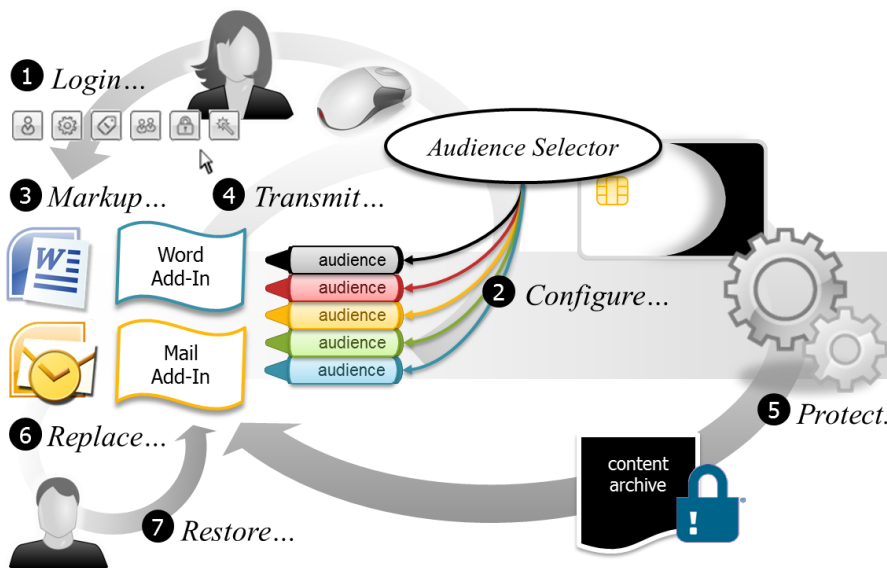 1 Login…
Audience Selector
3 Markup…
4 Transmit…
W
Word
Add-In
audience
audience
audience
audience
audience
2 Configure…
Mail
Add-In
5 Protect.
6 Replace…
content
archive
!
7 Restore…